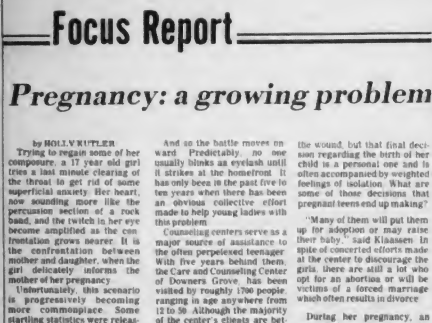 Focus Report
Pregnancy: a growing problem
by HOLLY KUTLER
Trying to regain some of her
composure, a 17 year old girl
tries a last minute clearing of
the throat to get rid of some
superficial anxiety. Her heart,
now sounding more like the
percussion section of a rock
band, and the twitch in her eye
become amplified as the con-
frontation grows nearer. It is
the confrontation between
mother and daughter, when the
girl delicately informs the
mother of her pregnancy
Unfortunately, this scenario
is progressively becoming
more commonplace. Some
startling statistics were releas-
And so the battle moves on
ward. Predictably, no one
usually blinks an eyelash until
it strikes at the homefront. It
has only been in the past five to
ten years when there has been
an obvious collective effort
made to help young ladies with
this problem
Counseling centers serve as a
major source of assistance to
the often perplexed teenager
With five years behind them,
the Care and Counseling Center
of Downers Grove, has been
visited by roughly 1700 people,
ranging in age anywhere from
12 to 50. Although the majority
of the center's clients are bet-
the wound, but that final deci-
sion regarding the birth of her
child is a personal one and is
often accompanied by weighted
feelings of isolation. What are
some of those decisions that
pregnant teens end up making?
"Many of them will put them
up for adoption or may raise
their baby," said Klaassen. In
spite of concerted efforts made
at the center to discourage the
girls, there are still a lot who
opt for an abortion or will be
victims of a forced marriage
which often results in divorce
During her pregnancy, an